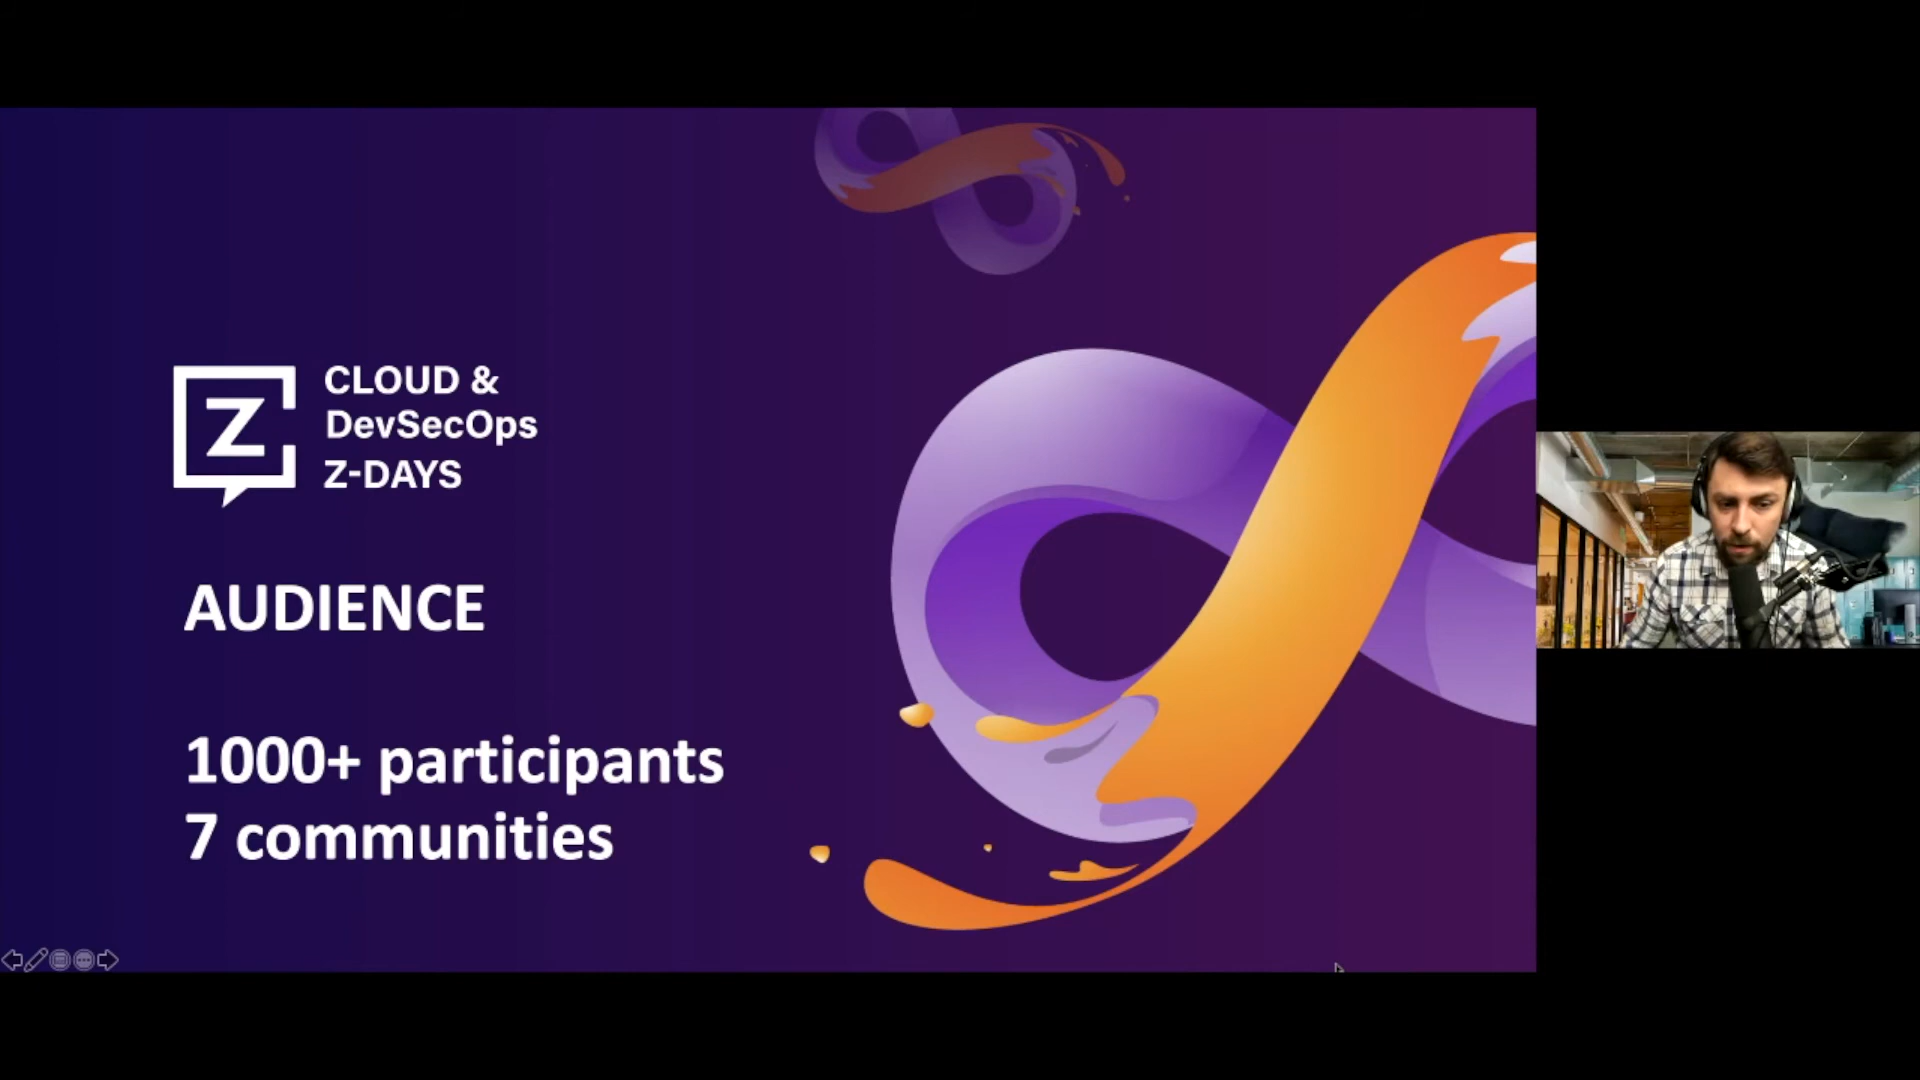 Z
CLOUD &
DevSecOps
Z-DAYS
AUDIENCE
1000+ participants
7 communities